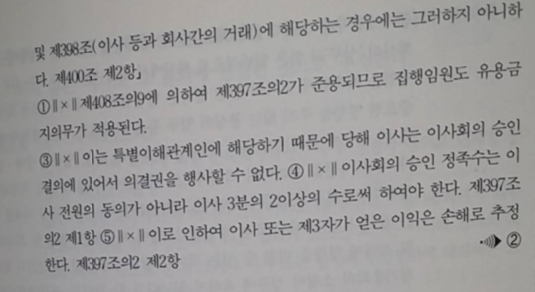 및 제398조(이사 등과 회사간의 거래)에 해당하는 경우에는 그러하지 아니하
다. 제400조 제2항」
①∥×∥제408조의9에 의하여 제397조의2가 준용되므로 집행임원도 유용금
지의무가 적용된다.
③∥×∥이는 특별이해관계인에 해당하기 때문에 당해 이사는 이사회의 승인
결의에 있어서 의결권을 행사할 수 없다. ④∥×∥이사회의 승인 정족수는 이
사 전원의 동의가 아니라 이사 3분의 2이상의 수로써 하여야 한다. 제397조
의2 제1항 ⑤∥×∥이로 인하여 이사 또는 제3자가 얻은 이익은 손해로 추정
한다. 제397조의2 제2항
②